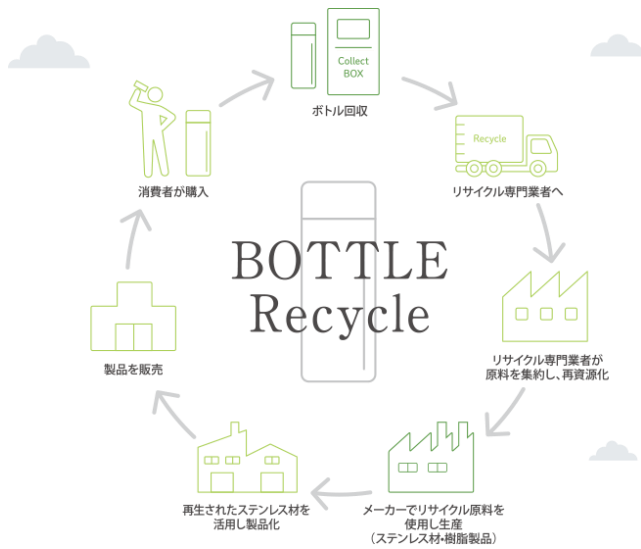 Collect
BOX
ボトル回収
Recycle
リサイクル専門業者へ
リサイクル専門業者が
原料を集約し、再資源化
メーカーでリサイクル原料を
使用し生産
（ステンレス材・樹脂製品）
再生されたステンレス材を
活用し製品化
製品を販売
消費者が購入
BOTTLE
Recycle